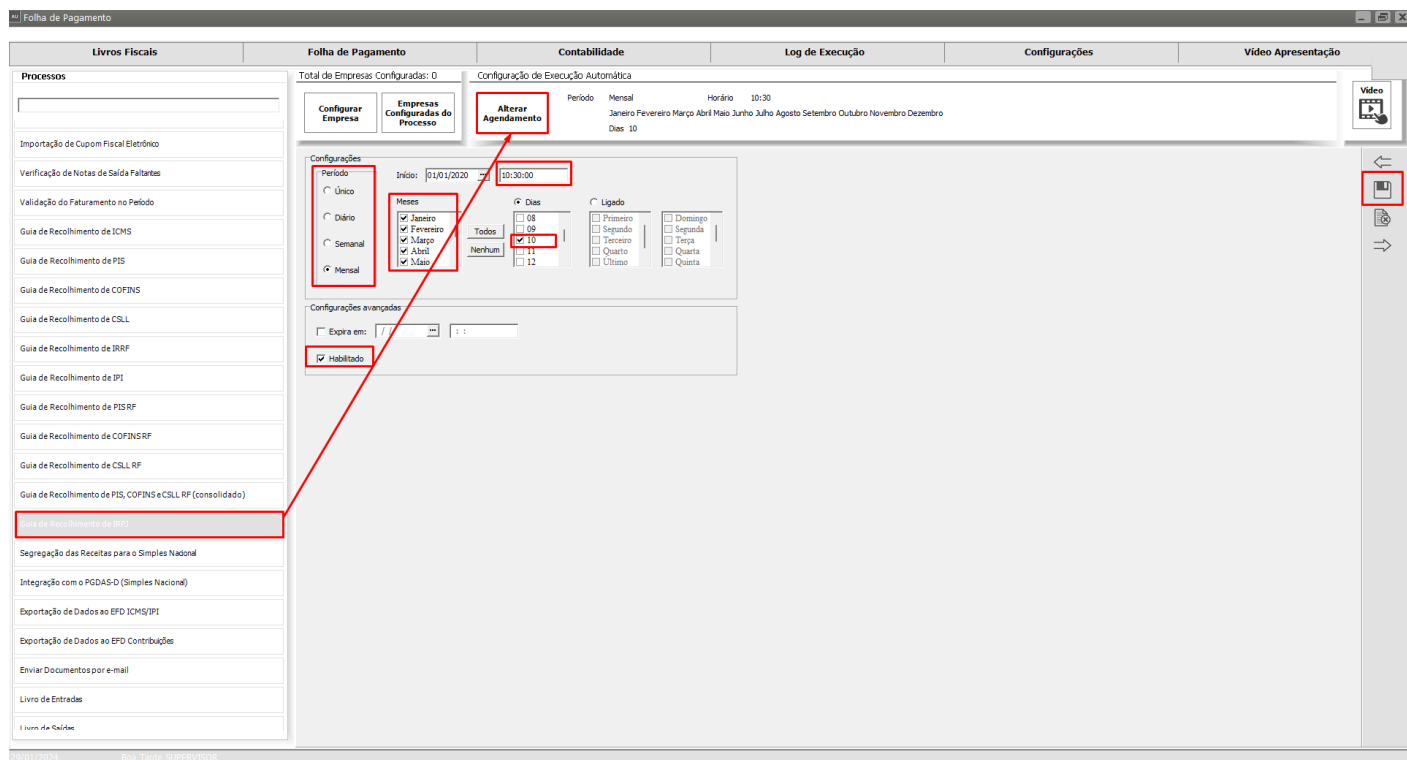 AU Folha de Pagamento
Livros Fiscais
Folha de Pagamento
Contabilidade
Log de Execução
Configurações
Vídeo Apresentação
Processos
Importação de Cupom Fiscal Eletrônico
Verificação de Notas de Saída Faltantes
Validação do Faturamento no Período
Guia de Recolhimento de ICMS
Guia de Recolhimento de PIS
Guia de Recolhimento de COFINS
Guia de Recolhimento de CSLL
Guia de Recolhimento de IRRF
Guia de Recolhimento de IPI
Guia de Recolhimento de PIS RF
Guia de Recolhimento de COFINS RF
Guia de Recolhimento de CSLL RF
Guia de Recolhimento de PIS, COFINS e CSLL RF (consolidado)
Guia de Recolhimento de IRPJ
Segregação das Receitas para o Simples Nacional
Integração com o PGDAS-D (Simples Nacional)
Exportação de Dados ao EFD ICMS/IPI
Exportação de Dados ao EFD Contribuições
Enviar Documentos por e-mail
Livro de Entradas
Livro de Saídas
Total de Empresas Configuradas: 0
Configurar
Empresa
Empresas
Configuradas do
Processo
Configuração de Execução Automática
Alterar
Agendamento
Período Mensal Horário 10:30
Janeiro Fevereiro Março Abril Maio Junho Julho Agosto Setembro Outubro Novembro Dezembro
Dias 10
Vídeo
Configurações
Período
Único
Diário
Semanal
Mensal
Início: 01/01/2020 ... 10:30:00
Meses
Janeiro
Fevereiro
Março
Abril
Maio
Todos
Nenhum
Dias
08
09
10
11
12
Ligado
Primeiro
Segundo
Terceiro
Quarto
Último
Domingo
Segunda
Terça
Quarta
Quinta
Configurações avançadas
Expira em: / / ... : :
Habilitado
29/01/2024 Boa Tarde SUPERVISOR